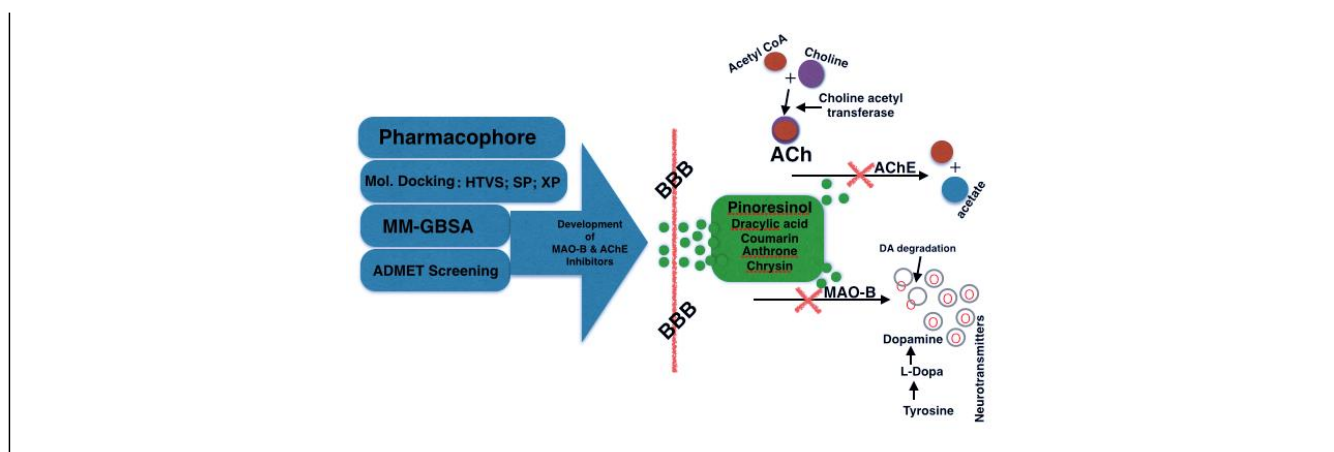 Pharmacophore
Mol. Docking : HTVS; SP; XP
MM-GBSA
ADMET Screening
Development
of
MAO-B & AChE
Inhibitors
BBB
BBB
Pinoresinol
Dracylic acid
Coumarin
Anthrone
Chrysin
Acetyl CoA
Choline
+
Choline acetyl
transferase
ACh
AChE
+
acetate
DA degradation
MAO-B
O
O
O
O
O
O
O
O
Dopamine
L-Dopa
Tyrosine
Neurotransmitters